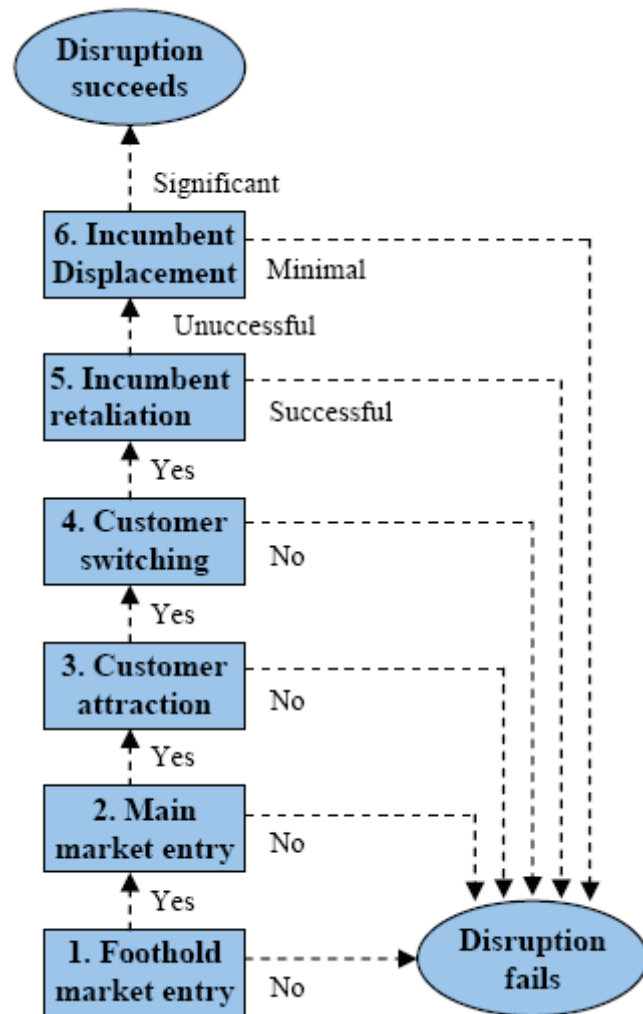 Disruption
succeeds
Significant
6. Incumbent
Displacement
Minimal
Unuccessful
5. Incumbent
retaliation
Successful
Yes
4. Customer
switching
No
Yes
3. Customer
attraction
No
Yes
2. Main
market entry
No
Yes
1. Foothold
market entry
No
Disruption
fails